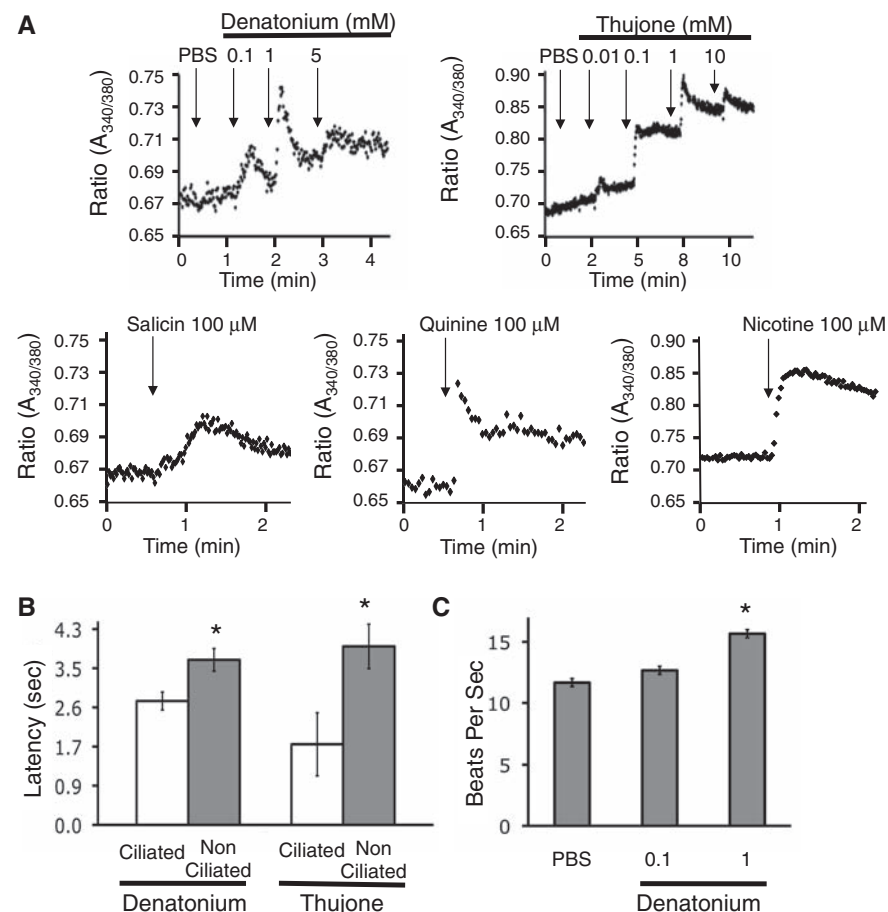 A
Denatonium (mM)
PBS 0.1 1 5
0.75
0.71
0.69
0.67
0.65
Ratio (A340/380)
0 1 2 3 4
Time (min)
Thujone (mM)
PBS 0.01 0.1 1 10
0.90
0.85
0.80
0.75
0.70
0.65
Ratio (A340/380)
0 2 5 8 10
Time (min)
Salicin 100 µM
0.75
0.73
0.71
0.69
0.67
0.65
Ratio (A340/380)
0 1 2
Time (min)
Quinine 100 µM
0.75
0.73
0.71
0.69
0.67
0.65
Ratio (A340/380)
0 1 2
Time (min)
Nicotine 100 µM
0.90
0.85
0.80
0.75
0.70
0.65
Ratio (A340/380)
0 1 2
Time (min)
B
4.3
3.5
2.6
1.7
0.9
0.0
Latency (sec)
* *
Ciliated Non Ciliated Ciliated Non Ciliated
Denatonium Thujone
C
15
10
5
0
Beats Per Sec
*
PBS 0.1 1
Denatonium